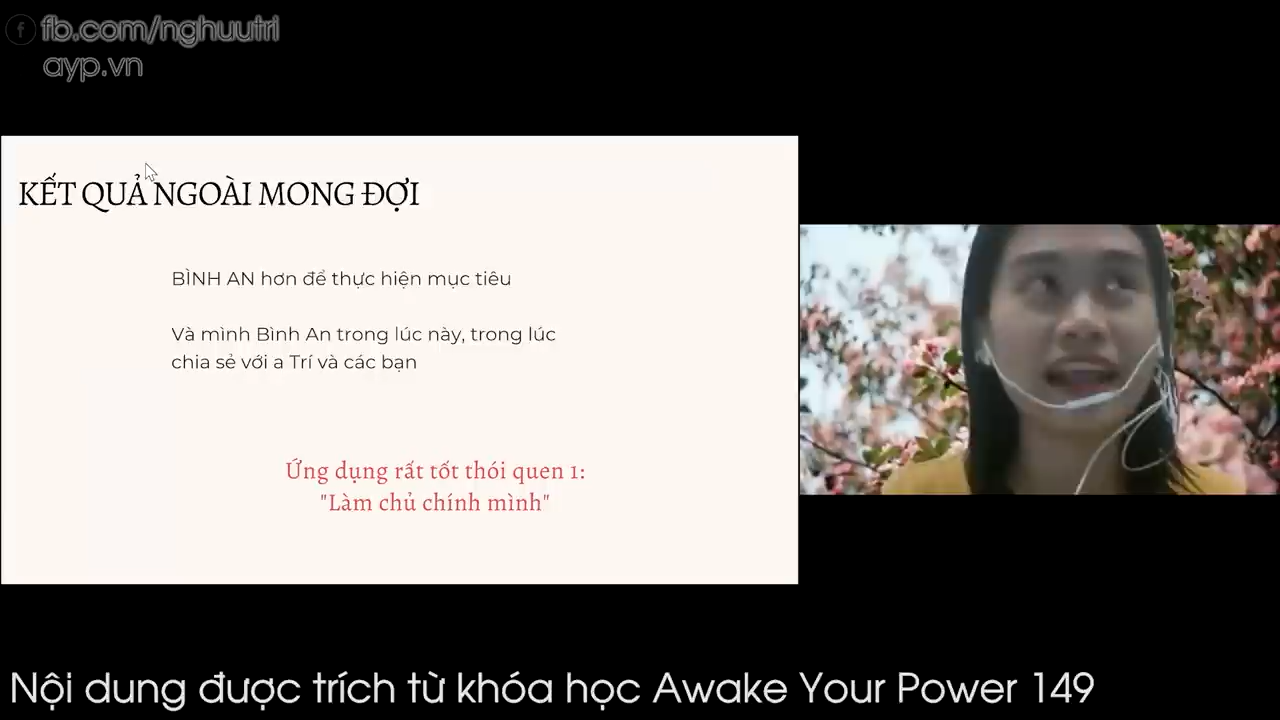 fb.com/nghuutri
ayp.vn
KẾT QUẢ NGOÀI MONG ĐỢI
BÌNH AN hơn để thực hiện mục tiêu
Và mình Bình An trong lúc này, trong lúc
chia sẻ với a Trí và các bạn
Ứng dụng rất tốt thói quen 1:
"Làm chủ chính mình"
Nội dung được trích từ khóa học Awake Your Power 149